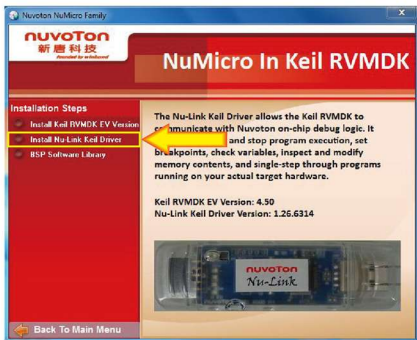 Nuvoton NuMicro Family
nuvoton
新唐科技
Founded by winbond
NuMicro In Keil RVMDK
Installation Steps
Install Keil RVMDK EV Version
Install Nu-Link Keil Driver
BSP Software Library
The Nu-Link Keil Driver allows the Keil RVMDK to
communicate with Nuvoton on-chip debug logic. It
and stop program execution, set
breakpoints, check variables, inspect and modify
memory contents, and single-step through programs
running on your actual target hardware.
Keil RVMDK EV Version: 4.50
Nu-Link Keil Driver Version: 1.26.6314
nuvoton
Nu-Link
Back To Main Menu